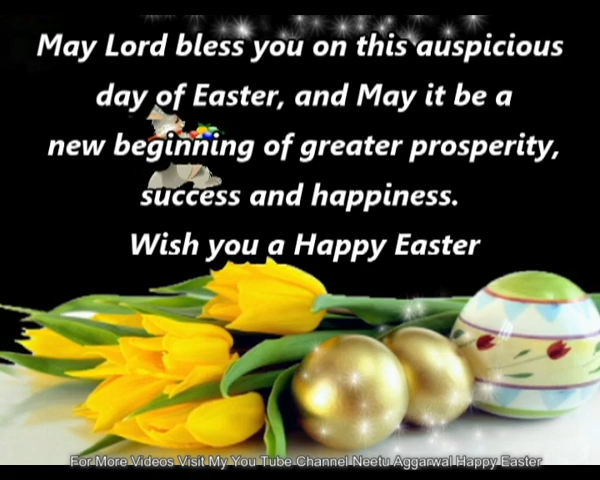 May Lord bless you on this auspicious
day of Easter, and May it be a
new beginning of greater prosperity,
success and happiness.
Wish you a Happy Easter
For More Videos Visit My You Tube Channel Neetu Aggarwal Happy Easter